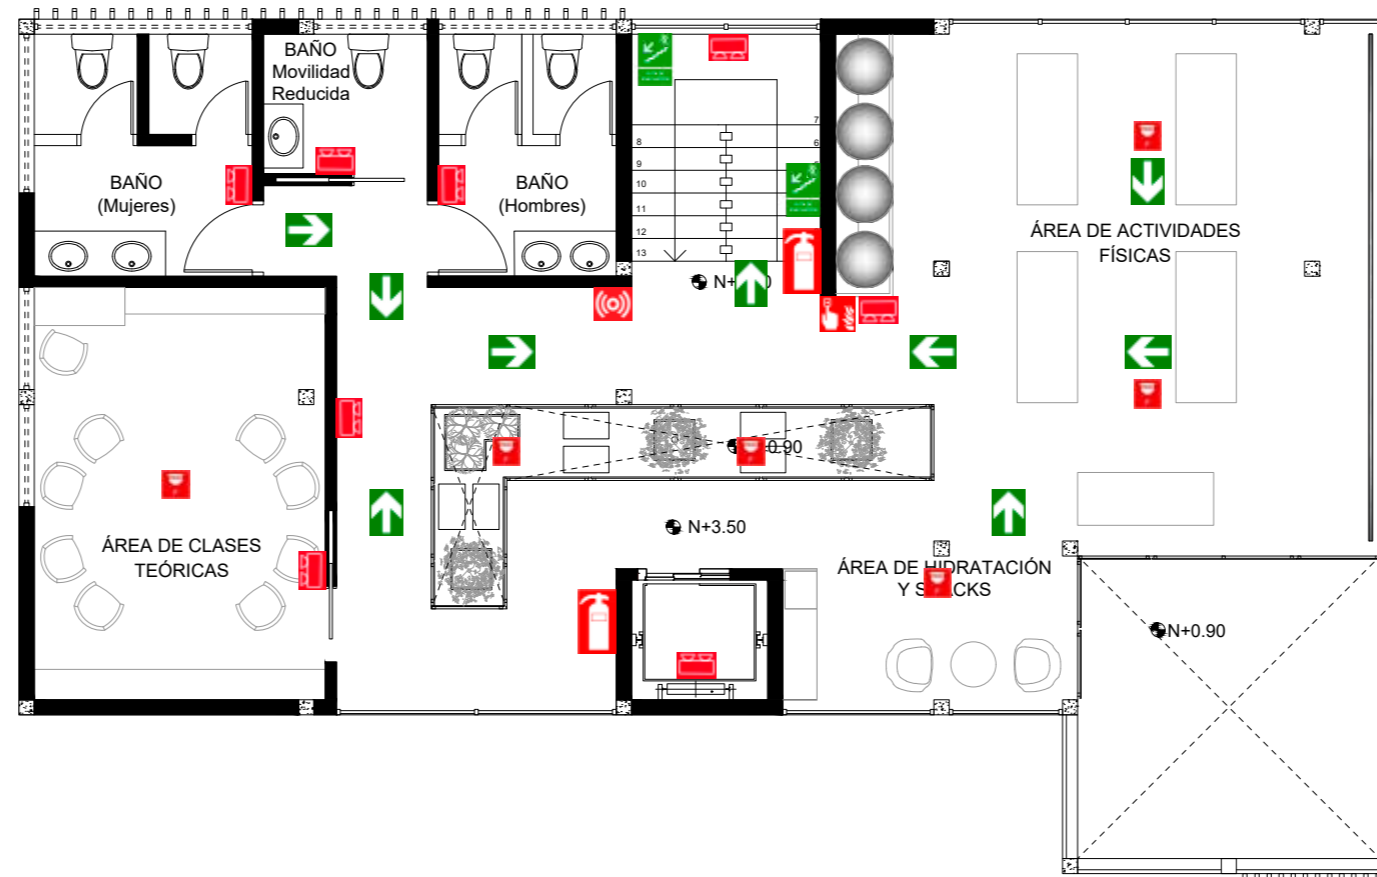 BAÑO
Movilidad
Reducida
BAÑO
(Mujeres)
BAÑO
(Hombres)
7
8
6
9
10
11
12
13
ÁREA DE ACTIVIDADES
FÍSICAS
N+0.90
N+3.50
ÁREA DE CLASES
TEÓRICAS
ÁREA DE HIDRATACIÓN